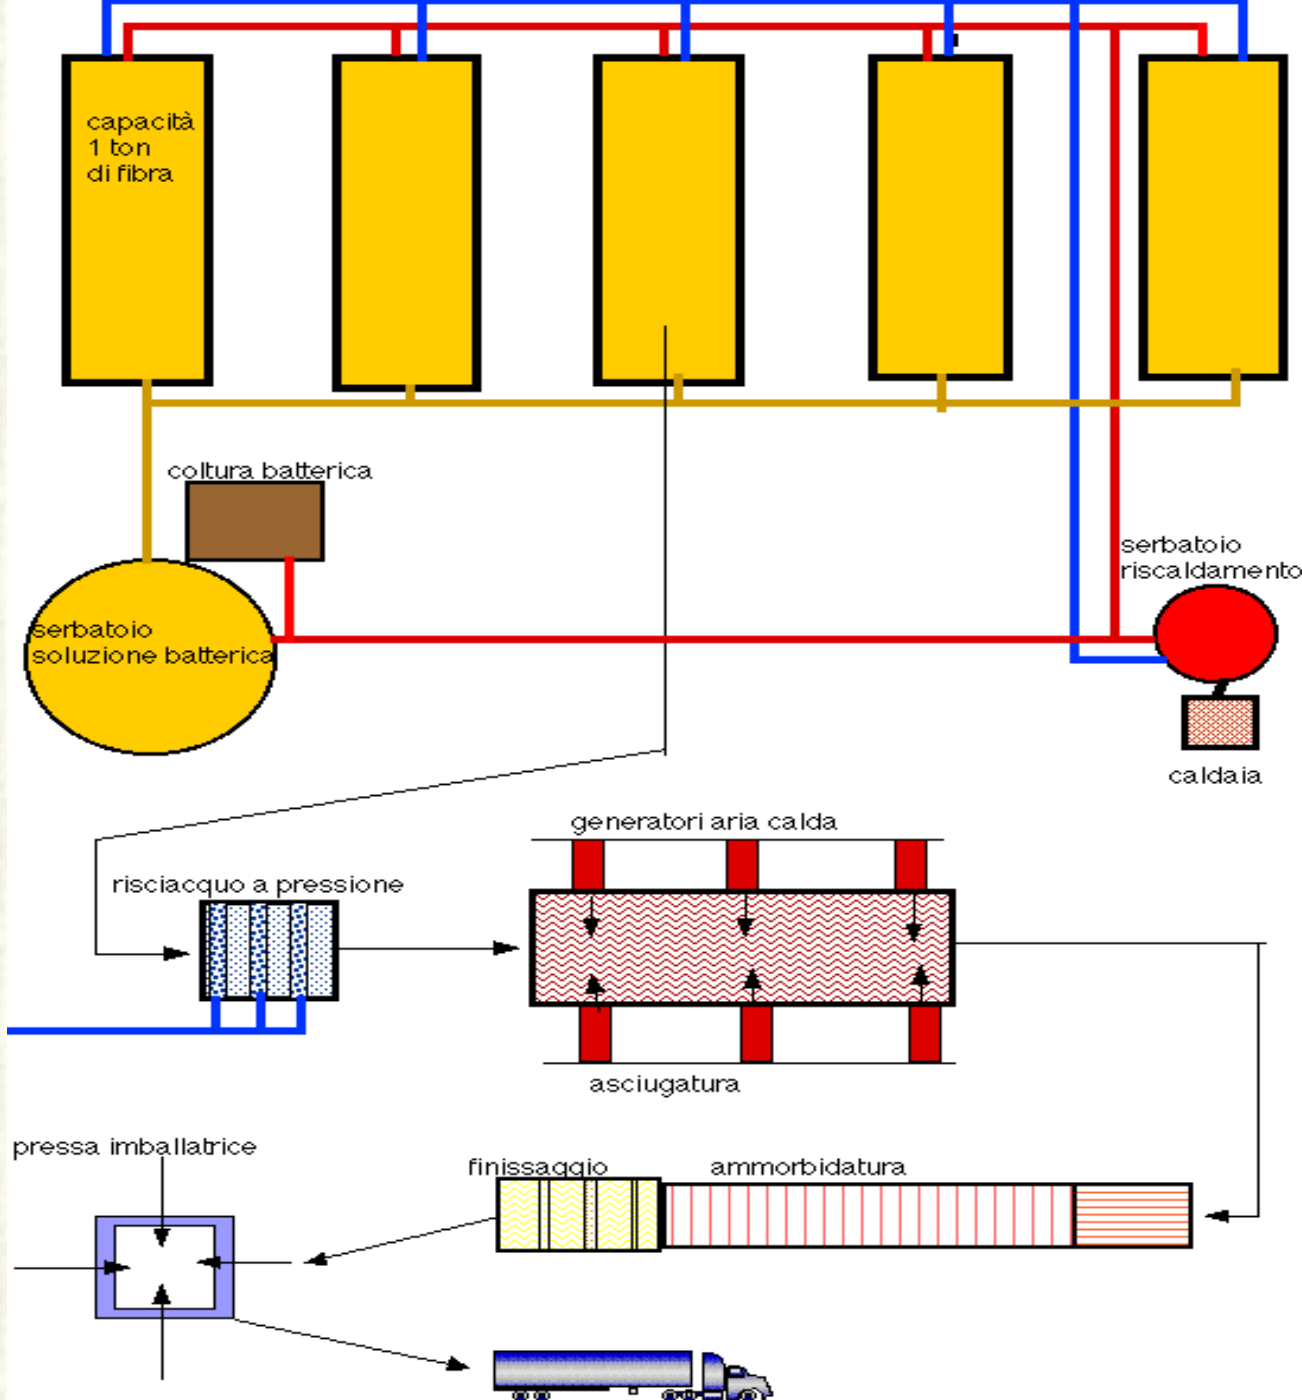 capacità
1 ton
di fibra
coltura batterica
serbatoio
riscaldamento
serbatoio
soluzione batterica
caldaia
generatori aria calda
risciacquo a pressione
asciugatura
pressa imballatrice
finissaggio
ammorbidatura